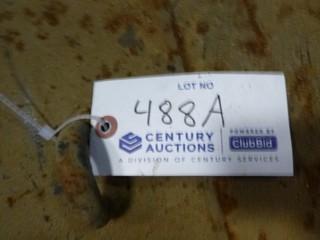 LOT NO
488A
CENTURY AUCTIONS
POWERED BY
ClubBid
A DIVISION OF CENTURY SERVICES